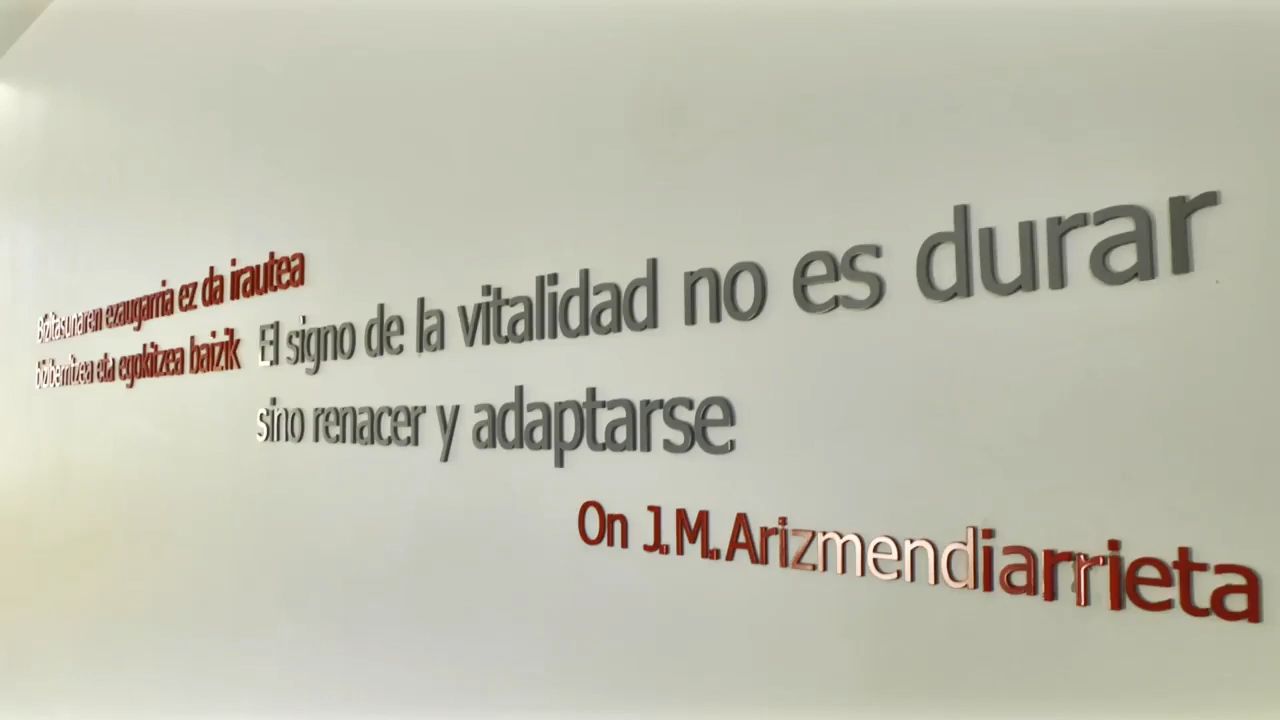 Bizitasunaren ezaugarria ez da irautea
biziberritzea eta egokitzea baizik
El signo de la vitalidad no es durar
sino renacer y adaptarse
On J.M. Arizmendiarrieta